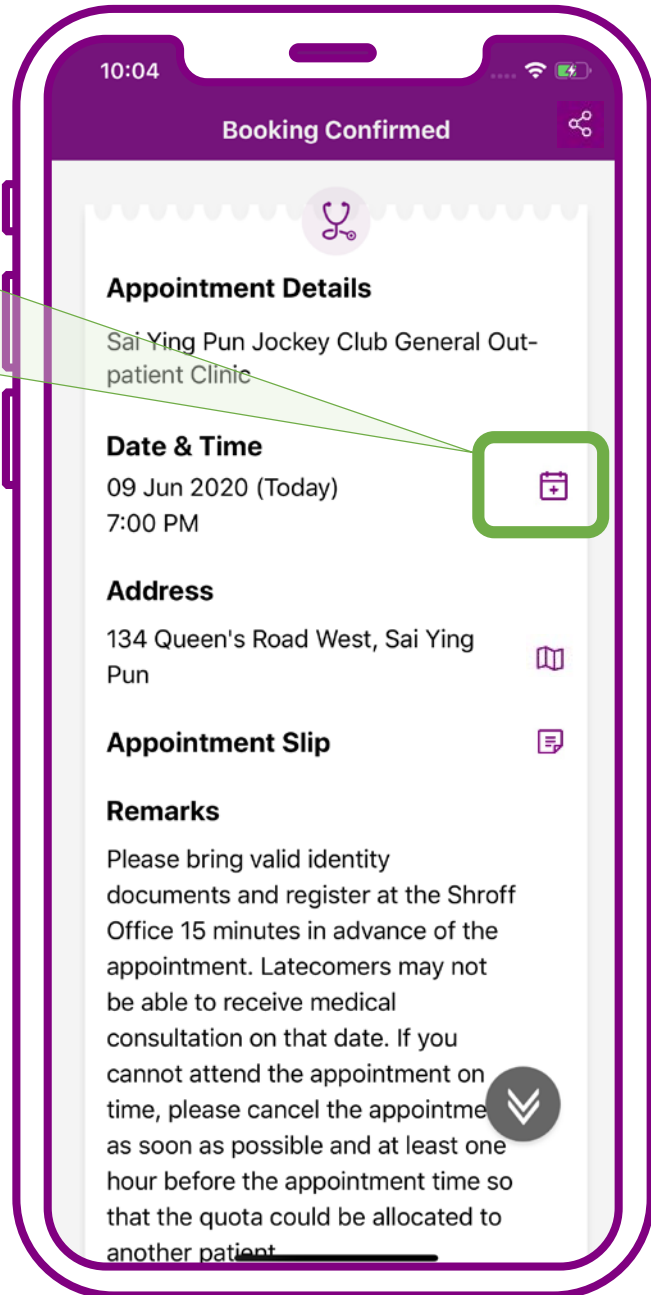 10:04
Booking Confirmed
Appointment Details
Sai Ying Pun Jockey Club General Out-
patient Clinic
Date & Time
09 Jun 2020 (Today)
7:00 PM
Address
134 Queen's Road West, Sai Ying
Pun
Appointment Slip
Remarks
Please bring valid identity
documents and register at the Shroff
Office 15 minutes in advance of the
appointment. Latecomers may not
be able to receive medical
consultation on that date. If you
cannot attend the appointment on
time, please cancel the appointme
as soon as possible and at least one
hour before the appointment time so
that the quota could be allocated to
another patient